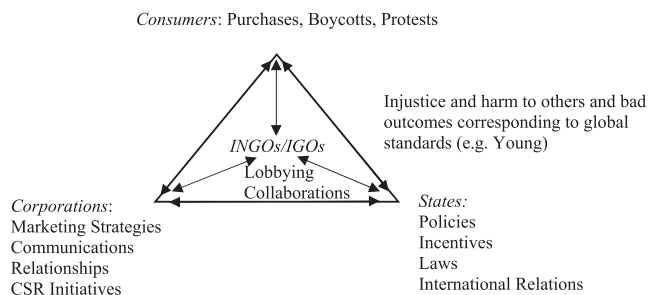 Consumers: Purchases, Boycotts, Protests
Injustice and harm to others and bad
outcomes corresponding to global
standards (e.g. Young)
INGOs/IGOs
Lobbying
Collaborations
Corporations:
Marketing Strategies
Communications
Relationships
CSR Initiatives
States:
Policies
Incentives
Laws
International Relations